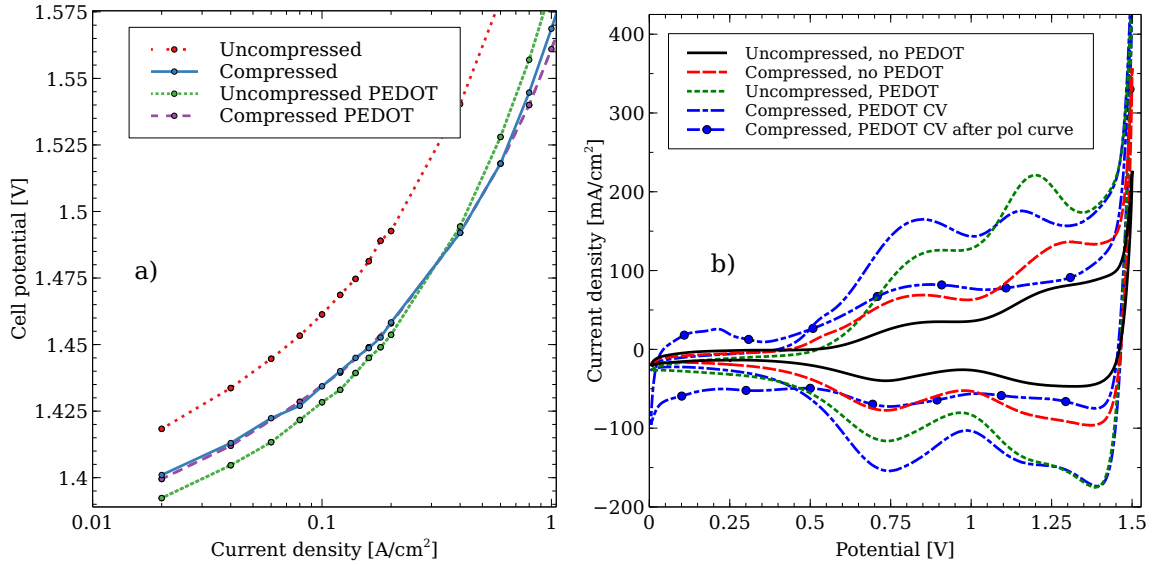 1.575
1.55
1.525
1.5
1.475
1.45
1.425
1.4
Cell potential [V]
Uncompressed
Compressed
Uncompressed PEDOT
Compressed PEDOT
a)
0.01
0.1
1
Current density [A/cm²]
400
300
200
100
0
−100
−200
Current density [mA/cm²]
Uncompressed, no PEDOT
Compressed, no PEDOT
Uncompressed, PEDOT
Compressed, PEDOT CV
Compressed, PEDOT CV after pol curve
b)
0
0.25
0.5
0.75
1
1.25
1.5
Potential [V]